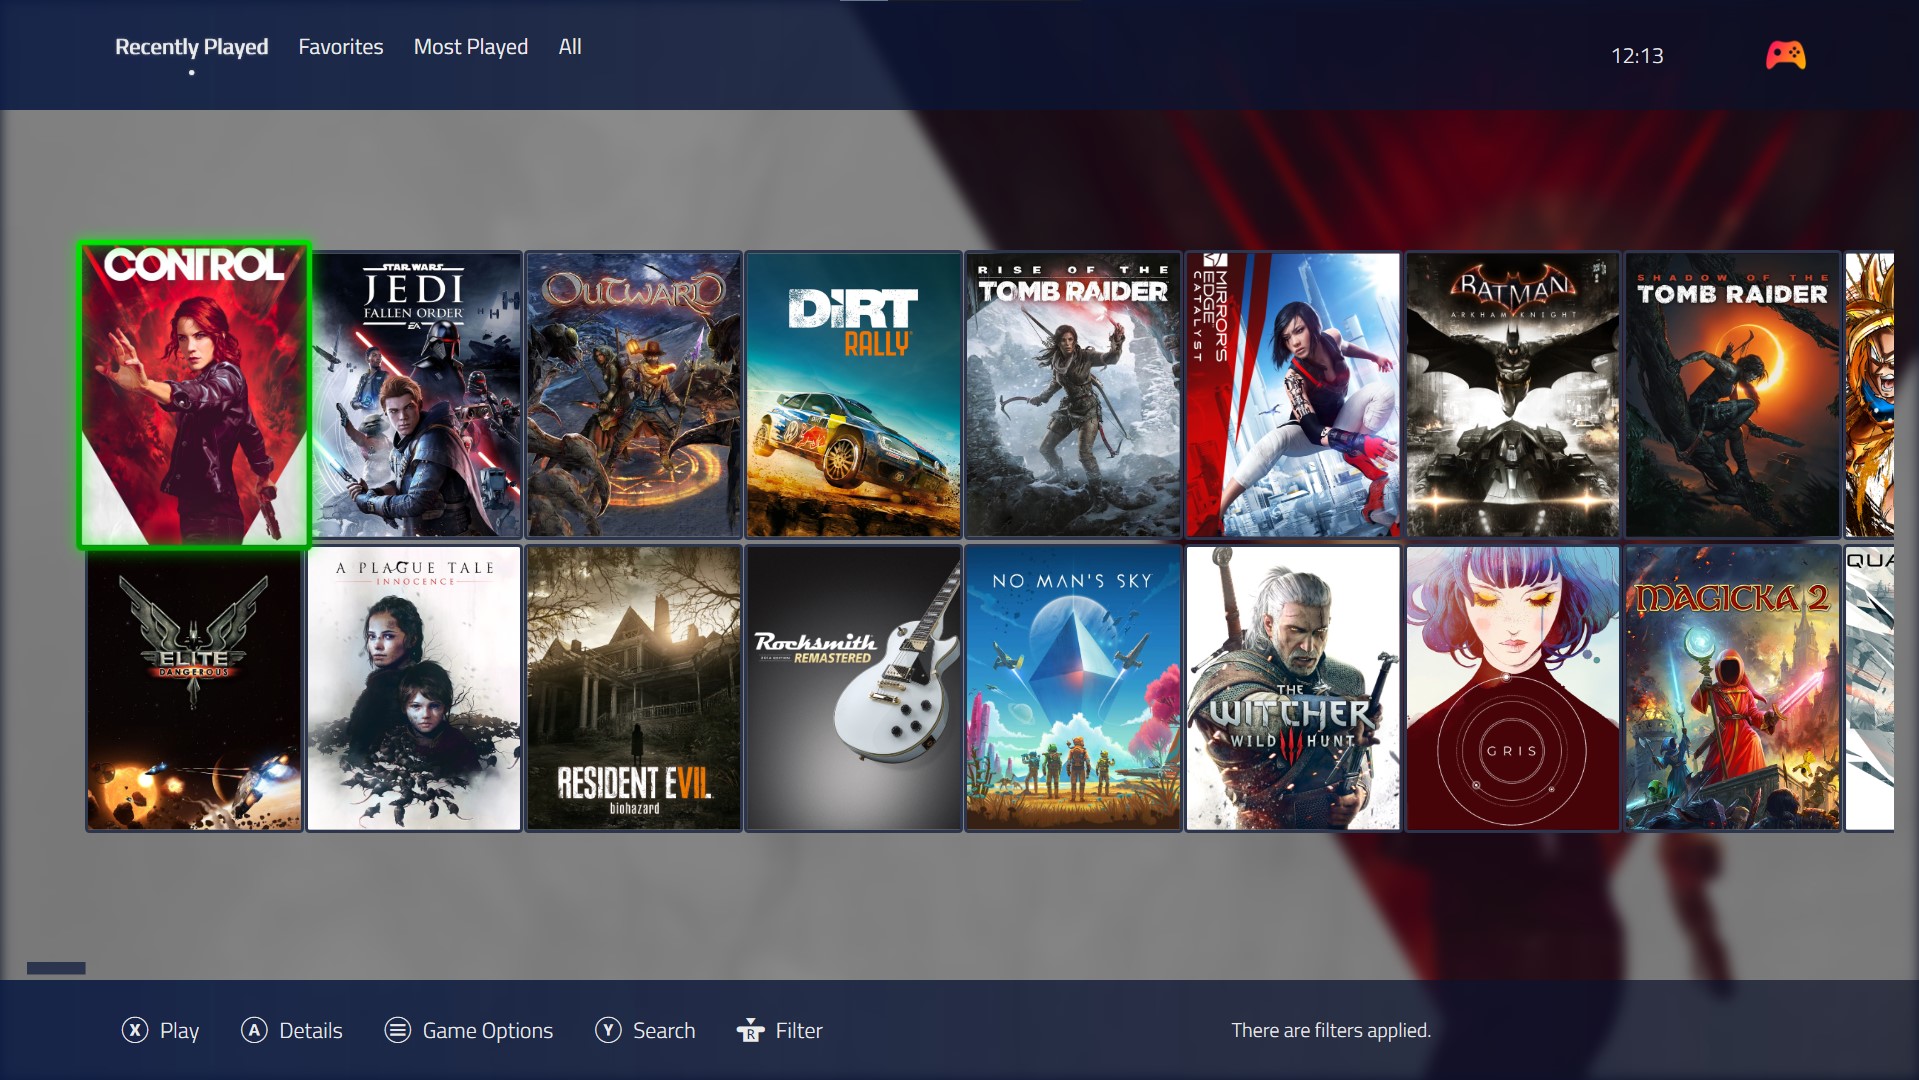 Recently Played
Favorites
Most Played
All
12:13
CONTROL
STAR WARS
JEDI
FALLEN ORDER
EA
OUTWARD
DiRT
RALLY
RISE OF THE
TOMB RAIDER
MIRROR'S
EDGE
CATALYST
BATMAN
ARKHAM KNIGHT
SHADOW OF THE
TOMB RAIDER
ELITE
DANGEROUS
A PLAGUE TALE
INNOCENCE
RESIDENT EVII.
biohazard
Rocksmith
REMASTERED
NO MAN'S SKY
THE
WITCHER
WILD III HUNT
GRIS
MAGICKA 2
QUA
X Play
A Details
Game Options
Y Search
R Filter
There are filters applied.